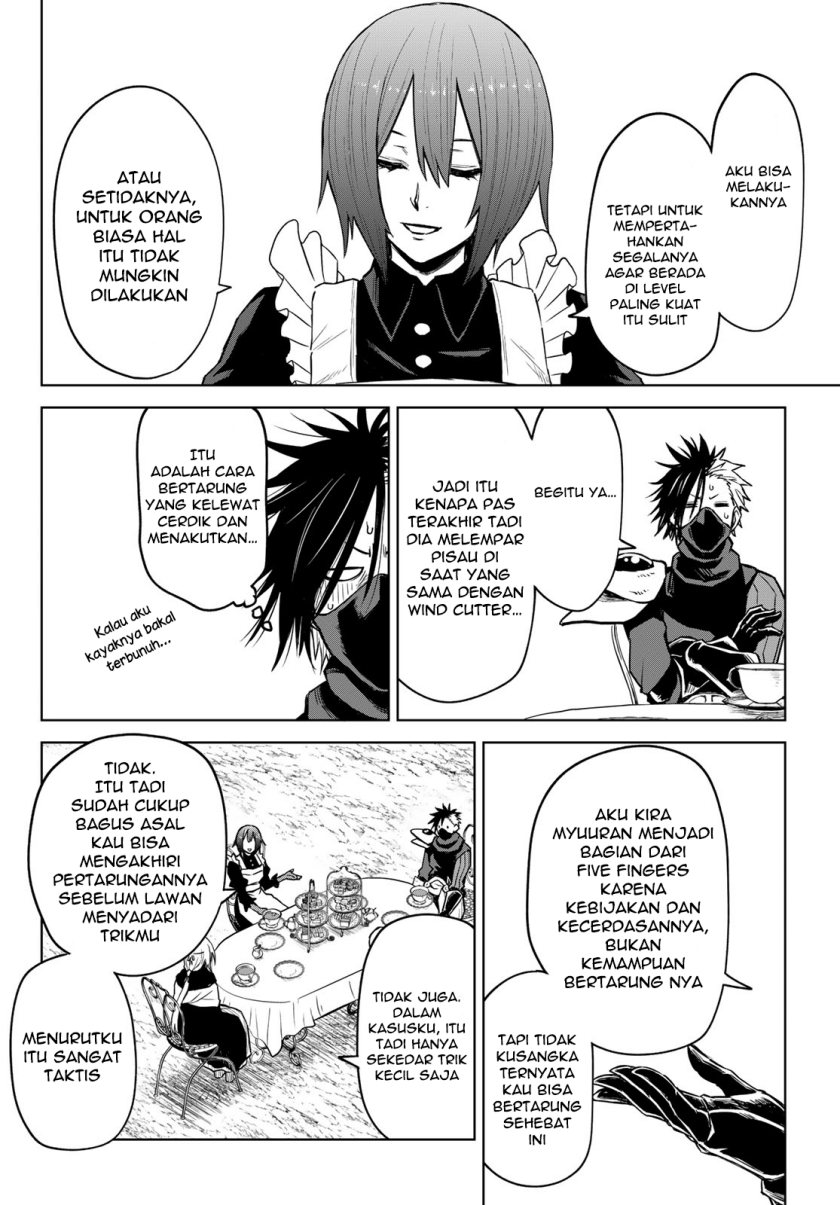 AKU BISA
MELAKU-
KANNYA
TETAPI UNTUK
MEMPERTA-
HANKAN
SEGALANYA
AGAR BERADA
DI LEVEL
PALING KUAT
ITU SULIT
ATAU
SETIDAKNYA,
UNTUK ORANG
BIASA HAL
ITU TIDAK
MUNGKIN
DILAKUKAN
BEGITU YA...
JADI ITU
KENAPA PAS
TERAKHIR TADI
DIA MELEMPAR
PISAU DI
SAAT YANG
SAMA DENGAN
WIND CUTTER...
ITU
ADALAH CARA
BERTARUNG
YANG KELEWAT
CERDIK DAN
MENAKUTKAN...
Kalau aku
kayaknya bakal
terbunuh...
AKU KIRA
MYUURAN MENJADI
BAGIAN DARI
FIVE FINGERS
KARENA
KEBIJAKAN DAN
KECERDASANNYA,
BUKAN
KEMAMPUAN
BERTARUNG NYA
TAPI TIDAK
KUSANGKA
TERNYATA
KAU BISA
BERTARUNG
SEHEBAT
INI
TIDAK JUGA.
DALAM
KASUSKU, ITU
TADI HANYA
SEKEDAR TRIK
KECIL SAJA
TIDAK.
ITU TADI
SUDAH CUKUP
BAGUS ASAL
KAU BISA
MENGAKHIRI
PERTARUNGANNYA
SEBELUM LAWAN
MENYADARI
TRIKMU
MENURUTKU
ITU SANGAT
TAKTIS